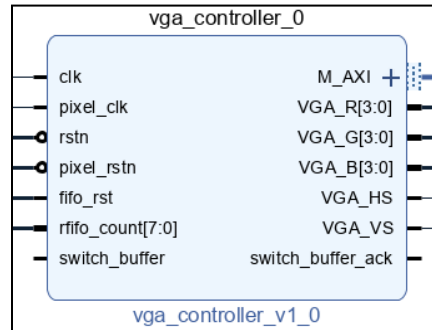 vga_controller_0
clk
M_AXI
pixel_clk
VGA_R[3:0]
rstn
VGA_G[3:0]
pixel_rstn
VGA_B[3:0]
fifo_rst
VGA_HS
rfifo_count[7:0]
VGA_VS
switch_buffer
switch_buffer_ack
vga_controller_v1_0